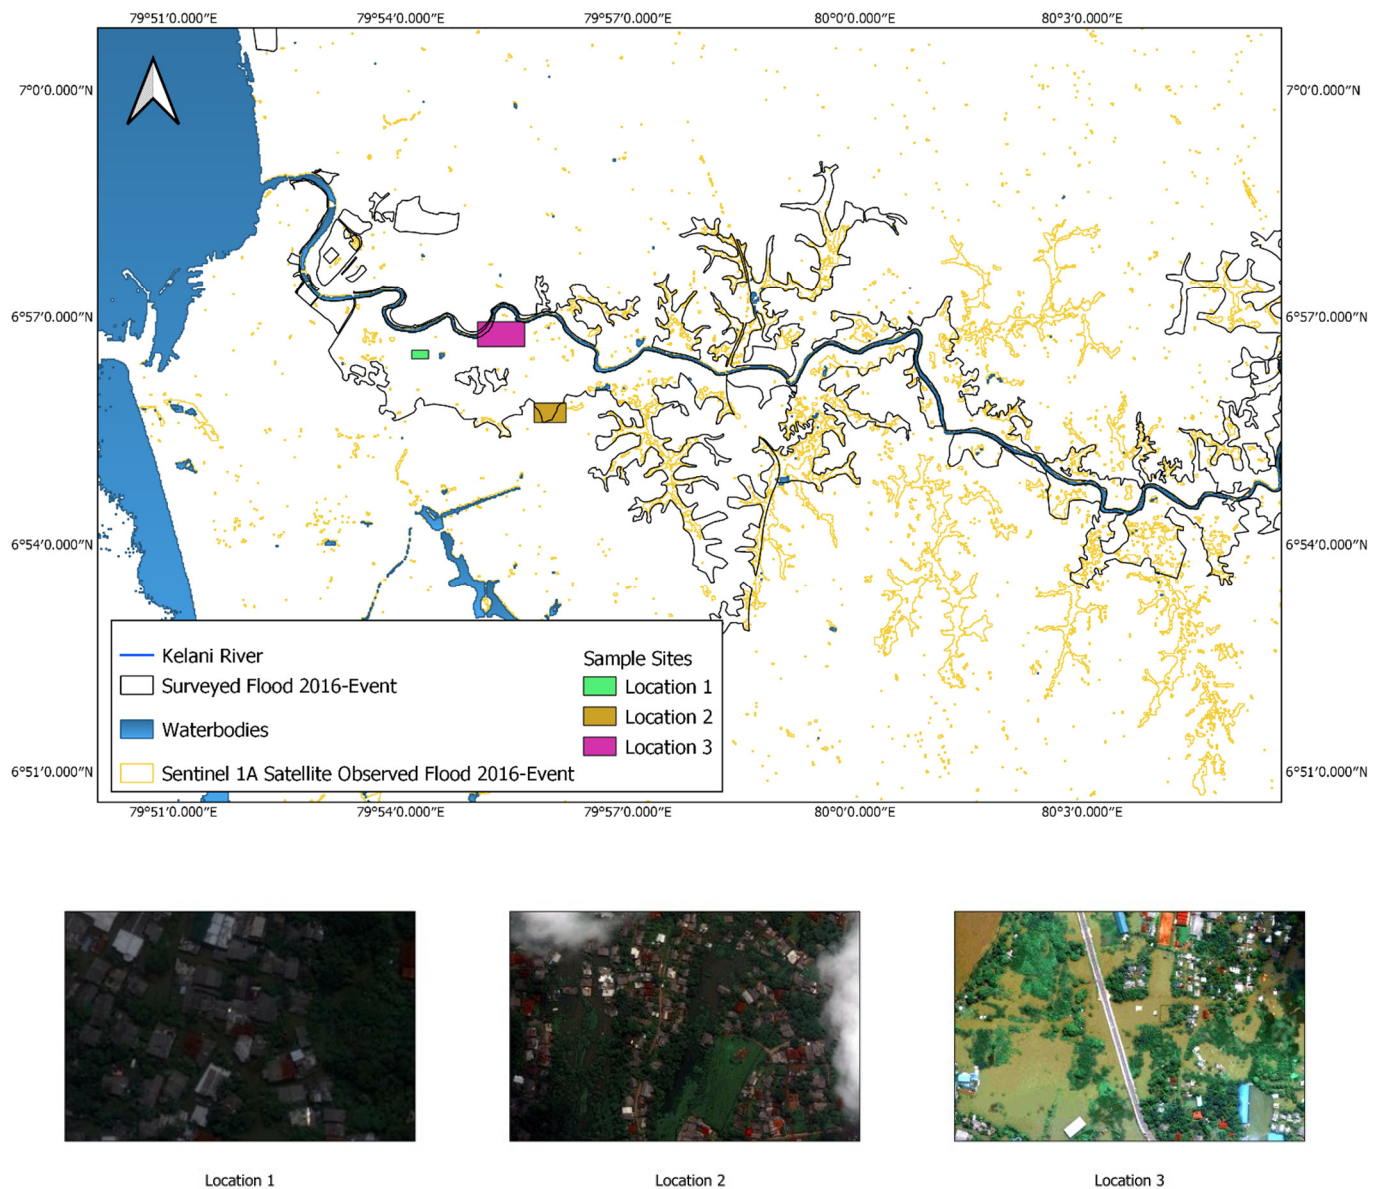 79°51′0.000″E 79°54′0.000″E 79°57′0.000″E 80°0′0.000″E 80°3′0.000″E
7°0′0.000″N 7°0′0.000″N
6°57′0.000″N 6°57′0.000″N
6°54′0.000″N 6°54′0.000″N
Kelani River
Surveyed Flood 2016-Event
Waterbodies
Sentinel 1A Satellite Observed Flood 2016-Event
Sample Sites
Location 1
Location 2
Location 3
6°51′0.000″N 6°51′0.000″N
79°51′0.000″E 79°54′0.000″E 79°57′0.000″E 80°0′0.000″E 80°3′0.000″E
Location 1 Location 2 Location 3